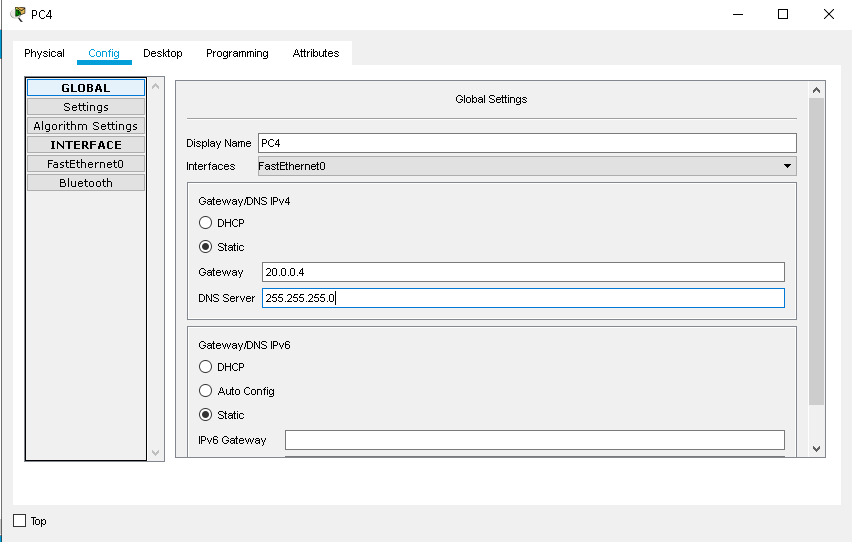 PC4
Physical Config Desktop Programming Attributes
GLOBAL
Settings
Algorithm Settings
INTERFACE
FastEthernet0
Bluetooth
Global Settings
Display Name PC4
Interfaces FastEthernet0
Gateway/DNS IPv4
DHCP
Static
Gateway 20.0.0.4
DNS Server 255.255.255.0
Gateway/DNS IPv6
DHCP
Auto Config
Static
IPv6 Gateway
Top